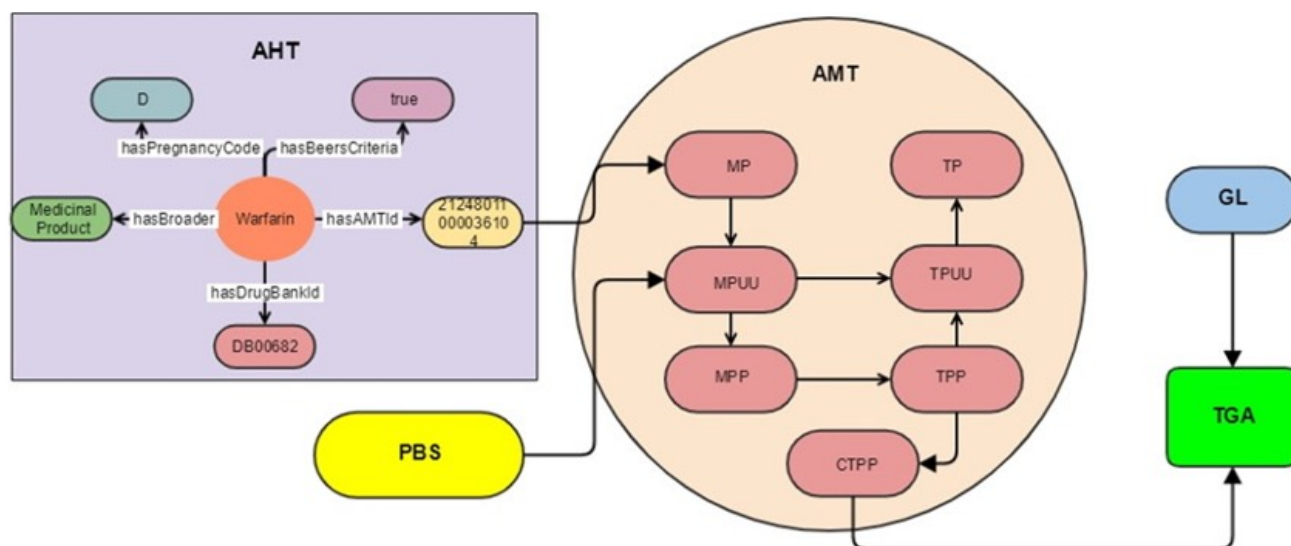 AHT
D
true
hasPregnancyCode
hasBeersCriteria
Medicinal
Product
hasBroader
Warfarin
hasAMTId
21248011
00003610
4
hasDrugBankId
DB00682
PBS
AMT
MP
TP
MPUU
TPUU
MPP
TPP
CTPP
GL
TGA